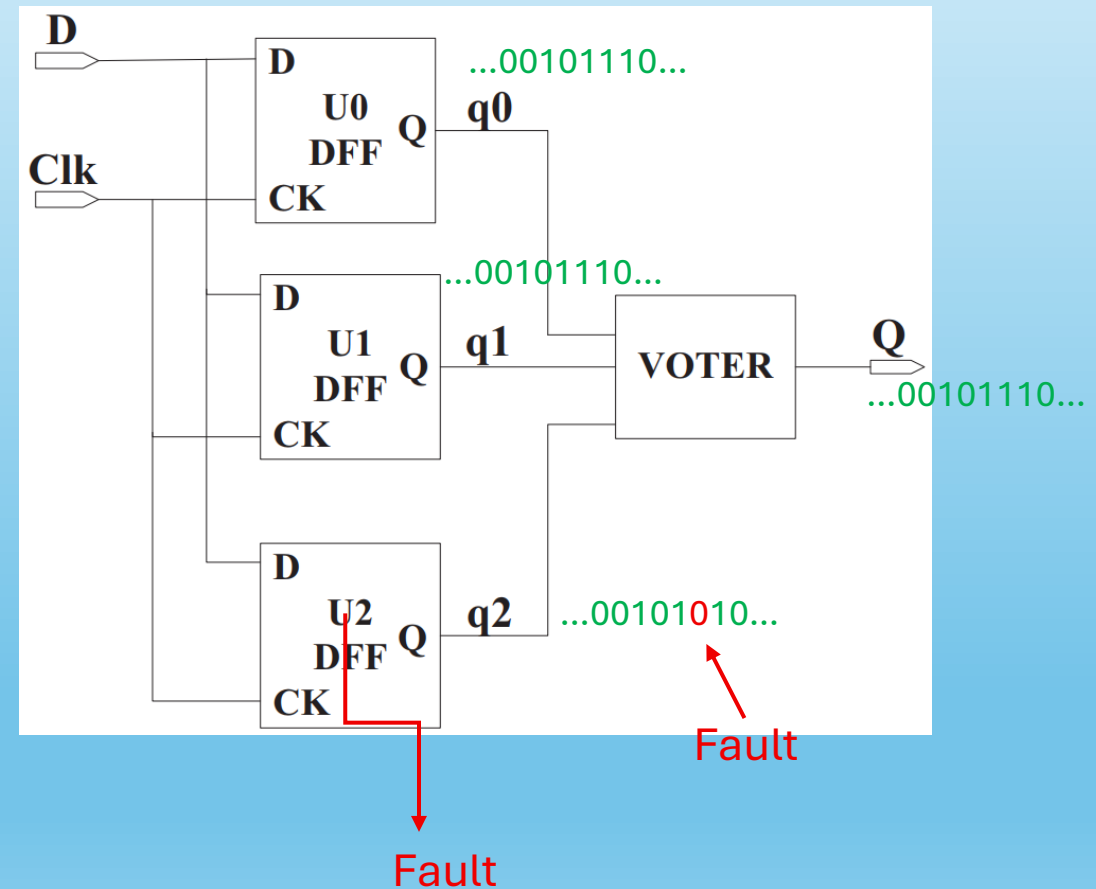 D
Clk
D
U0
DFF
Q
CK
q0
...00101110...
D
U1
DFF
Q
CK
q1
...00101110...
VOTER
Q
...00101110...
D
U2
DFF
Q
CK
q2
...00101010...
Fault
Fault